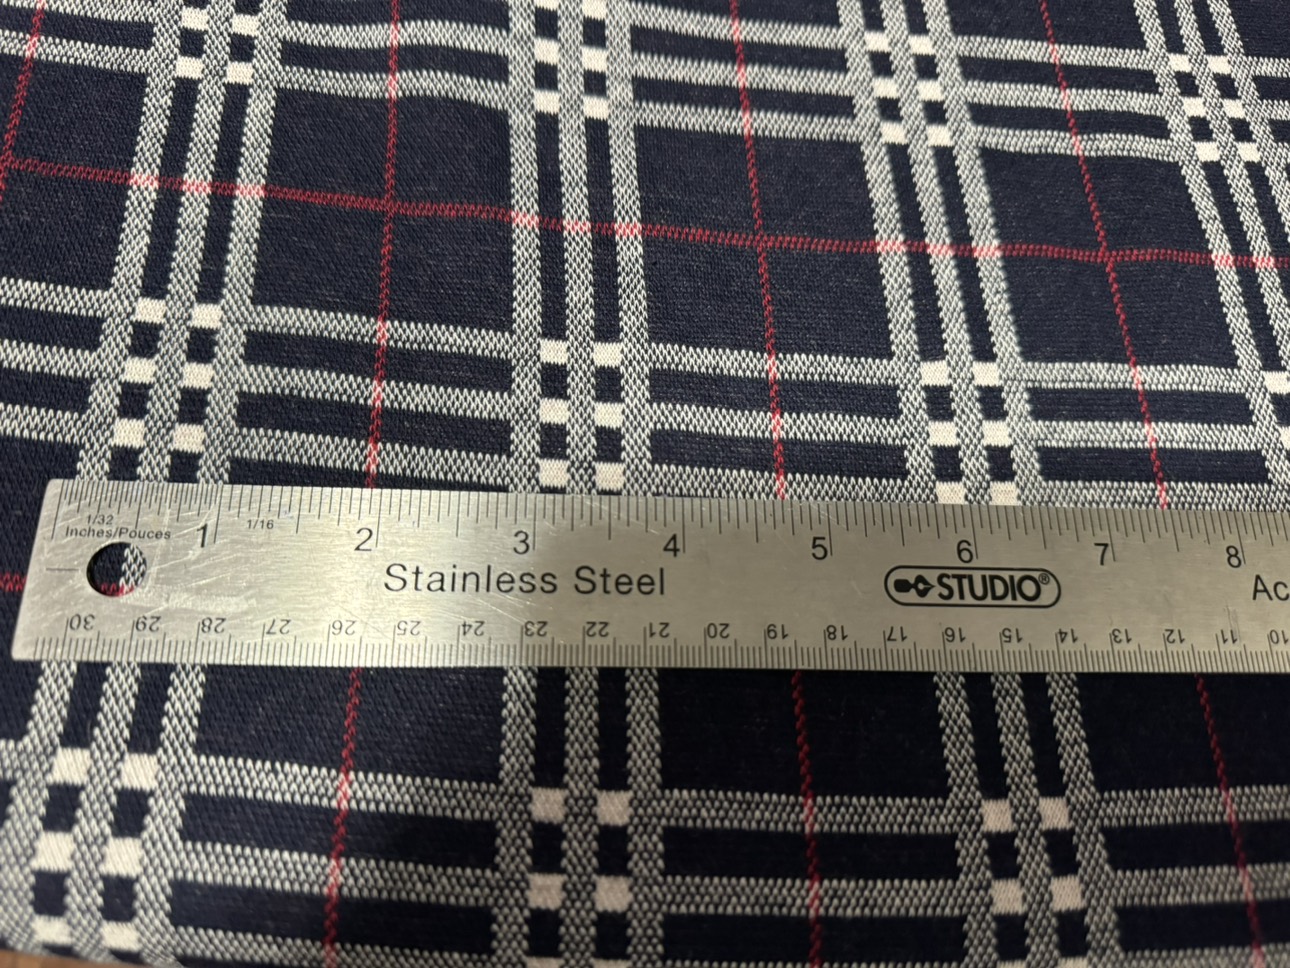 1/32
Inches/Pouces
1/16
1 2 3 4 5 6 7 8
Stainless Steel
STUDIO®
Ac
30 29 28 27 26 25 24 23 22 21 20 19 18 17 16 15 14 13 12 11 10